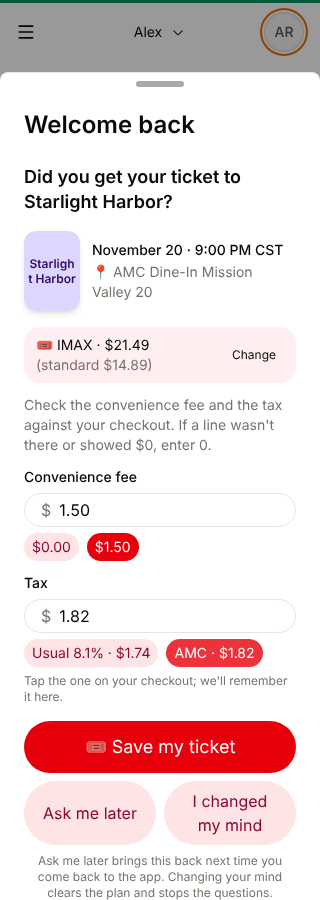 Alex
AR
Welcome back
Did you get your ticket to
Starlight Harbor?
Starligh
t Harbor
November 20 · 9:00 PM CST
📍 AMC Dine-In Mission
Valley 20
🎟️ IMAX · $21.49
(standard $14.89)
Change
Check the convenience fee and the tax
against your checkout. If a line wasn't
there or showed $0, enter 0.
Convenience fee
$ 1.50
$0.00
$1.50
Tax
$ 1.82
Usual 8.1% · $1.74
AMC · $1.82
Tap the one on your checkout; we'll remember
it here.
🎟️ Save my ticket
Ask me later
I changed
my mind
Ask me later brings this back next time you
come back to the app. Changing your mind
clears the plan and stops the questions.